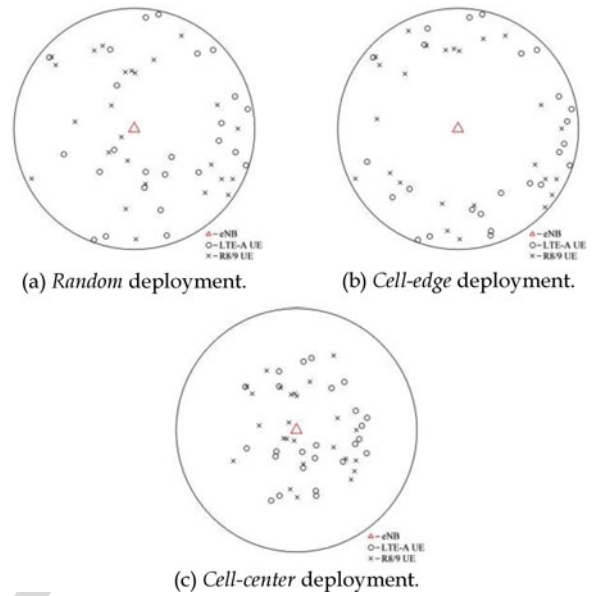 △-eNB
○-LTE-A UE
×-R8/9 UE
(a) Random deployment.
△-eNB
○-LTE-A UE
×-R8/9 UE
(b) Cell-edge deployment.
△-eNB
○-LTE-A UE
×-R8/9 UE
(c) Cell-center deployment.